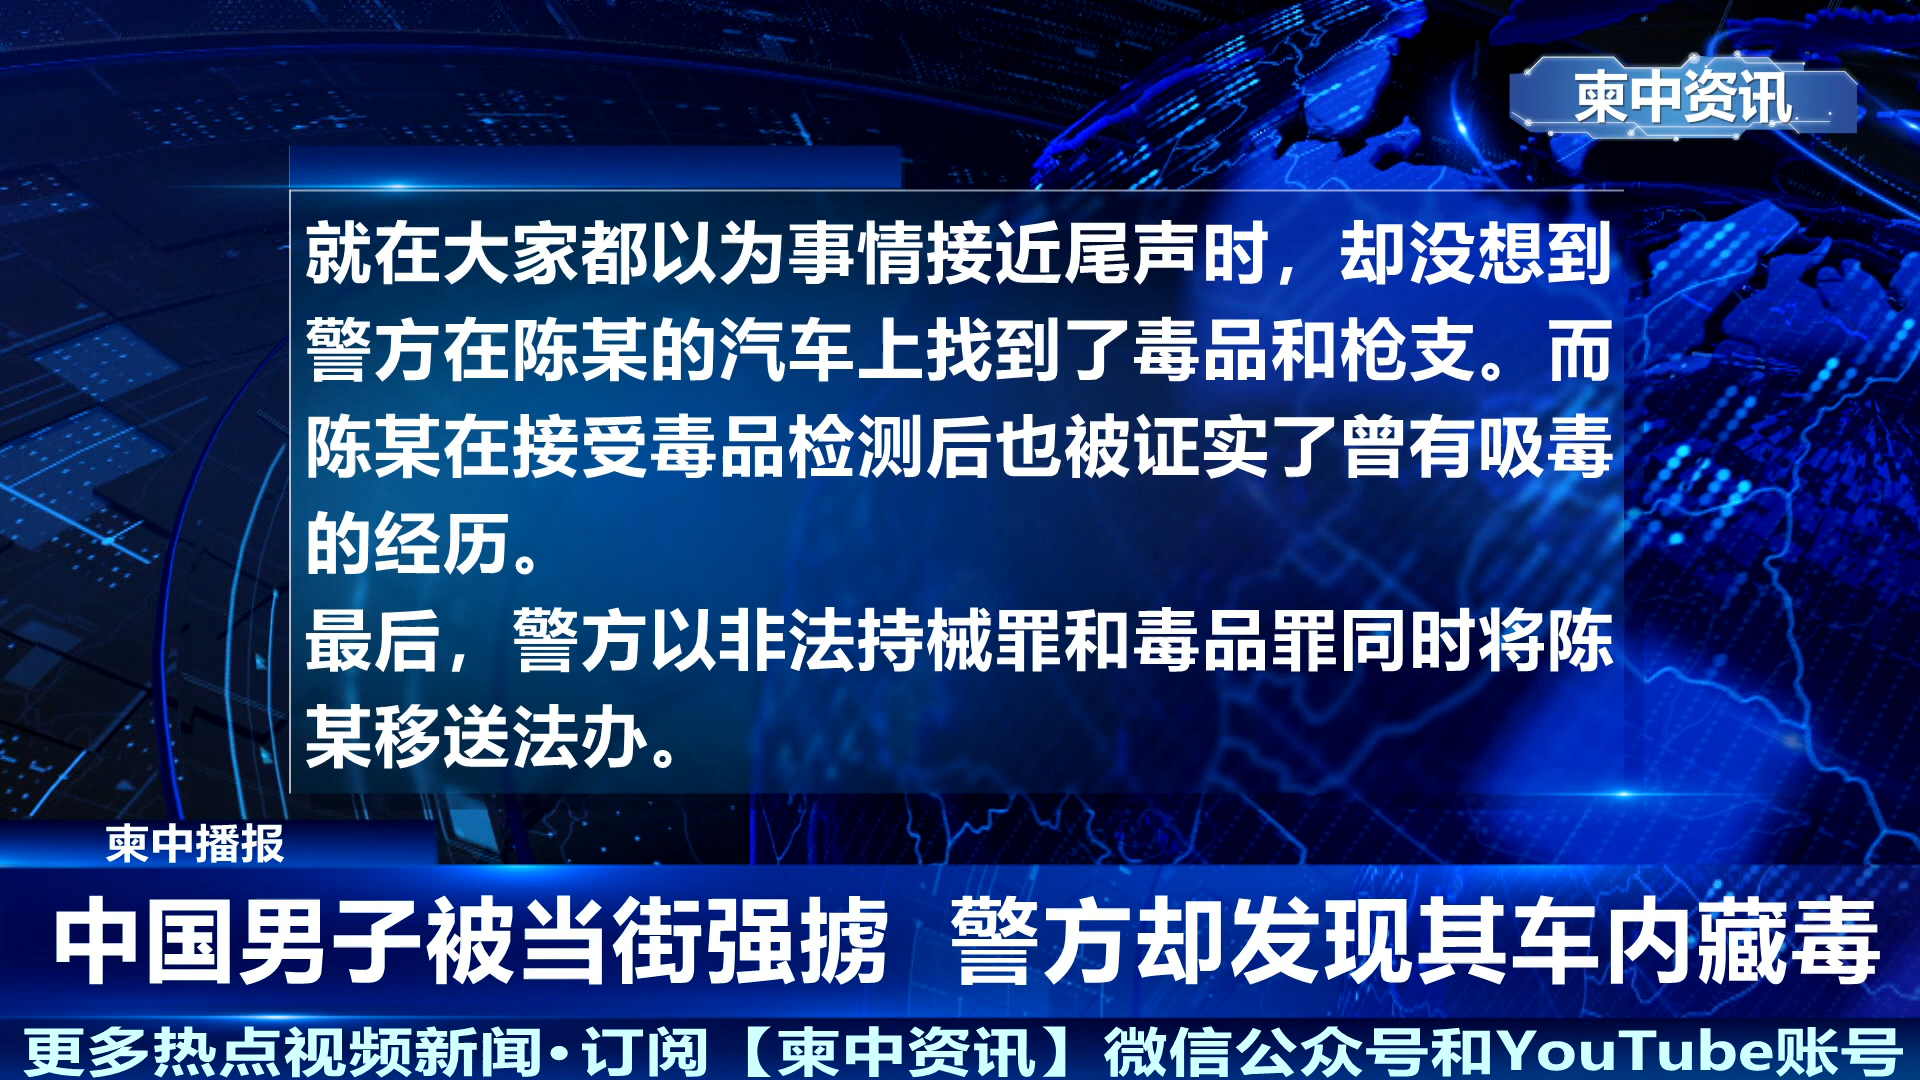 柬中资讯
就在大家都以为事情接近尾声时，却没想到
警方在陈某的汽车上找到了毒品和枪支。而
陈某在接受毒品检测后也被证实了曾有吸毒
的经历。
最后，警方以非法持械罪和毒品罪同时将陈
某移送法办。
柬中播报
中国男子被当街强掳 警方却发现其车内藏毒
更多热点视频新闻·订阅【柬中资讯】微信公众号和YouTube账号